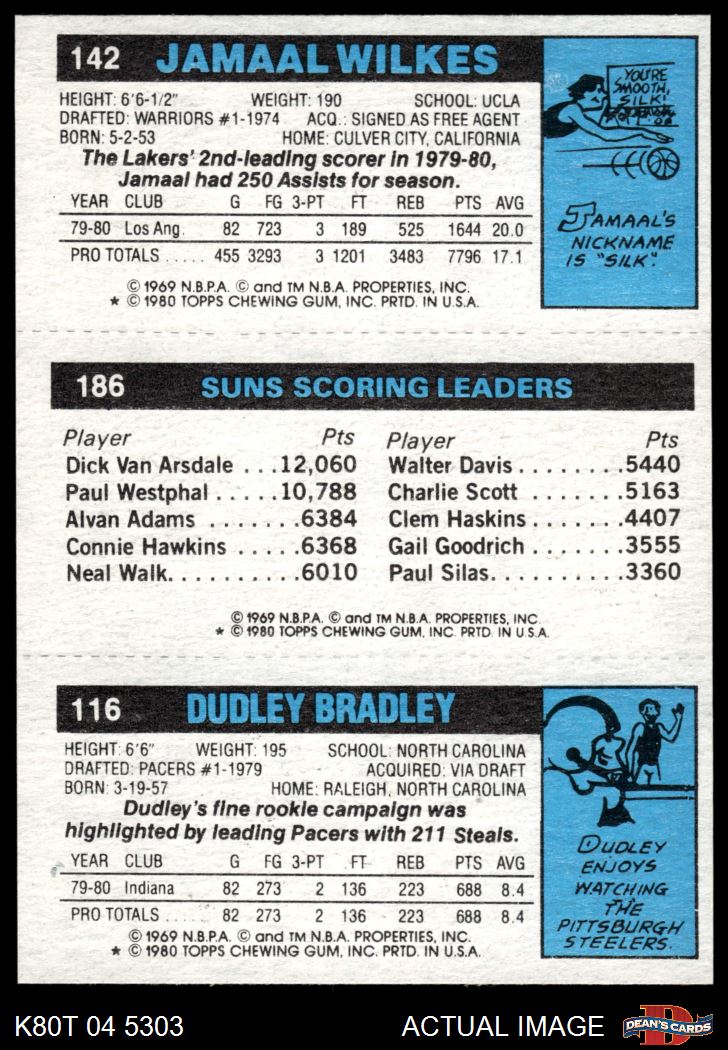 142 JAMAAL WILKES
HEIGHT: 6'6-1/2" WEIGHT: 190 SCHOOL: UCLA
DRAFTED: WARRIORS #1-1974 ACQ.: SIGNED AS FREE AGENT
BORN: 5-2-53 HOME: CULVER CITY, CALIFORNIA
The Lakers' 2nd-leading scorer in 1979-80,
Jamaal had 250 Assists for season.
YEAR CLUB G FG 3-PT FT REB PTS AVG
79-80 Los Ang. 82 723 3 189 525 1644 20.0
PRO TOTALS ..... 455 3293 3 1201 3483 7796 17.1
© 1969 N.B.P.A. © and TM N.B.A. PROPERTIES, INC.
★ © 1980 TOPPS CHEWING GUM, INC. PRTD. IN U.S.A.
YOU'RE
SMOOTH,
SILK!
JAMAAL'S
NICKNAME
IS "SILK".
186 SUNS SCORING LEADERS
Player Pts Player Pts
Dick Van Arsdale ...12,060 Walter Davis........5440
Paul Westphal .....10,788 Charlie Scott .......5163
Alvan Adams .......6384 Clem Haskins.......4407
Connie Hawkins .....6368 Gail Goodrich.......3555
Neal Walk..........6010 Paul Silas..........3360
© 1969 N.B.P.A. © and TM N.B.A. PROPERTIES, INC.
★ © 1980 TOPPS CHEWING GUM, INC. PRTD. IN U.S.A.
116 DUDLEY BRADLEY
HEIGHT: 6'6" WEIGHT: 195 SCHOOL: NORTH CAROLINA
DRAFTED: PACERS #1-1979 ACQUIRED: VIA DRAFT
BORN: 3-19-57 HOME: RALEIGH, NORTH CAROLINA
Dudley's fine rookie campaign was
highlighted by leading Pacers with 211 Steals.
YEAR CLUB G FG 3-PT FT REB PTS AVG
79-80 Indiana 82 273 2 136 223 688 8.4
PRO TOTALS ..... 82 273 2 136 223 688 8.4
© 1969 N.B.P.A. © and TM N.B.A. PROPERTIES, INC.
★ © 1980 TOPPS CHEWING GUM, INC. PRTD. IN U.S.A.
DUDLEY
ENJOYS
WATCHING
THE
PITTSBURGH
STEELERS.
K80T 04 5303 ACTUAL IMAGE D DEAN'S CARDS